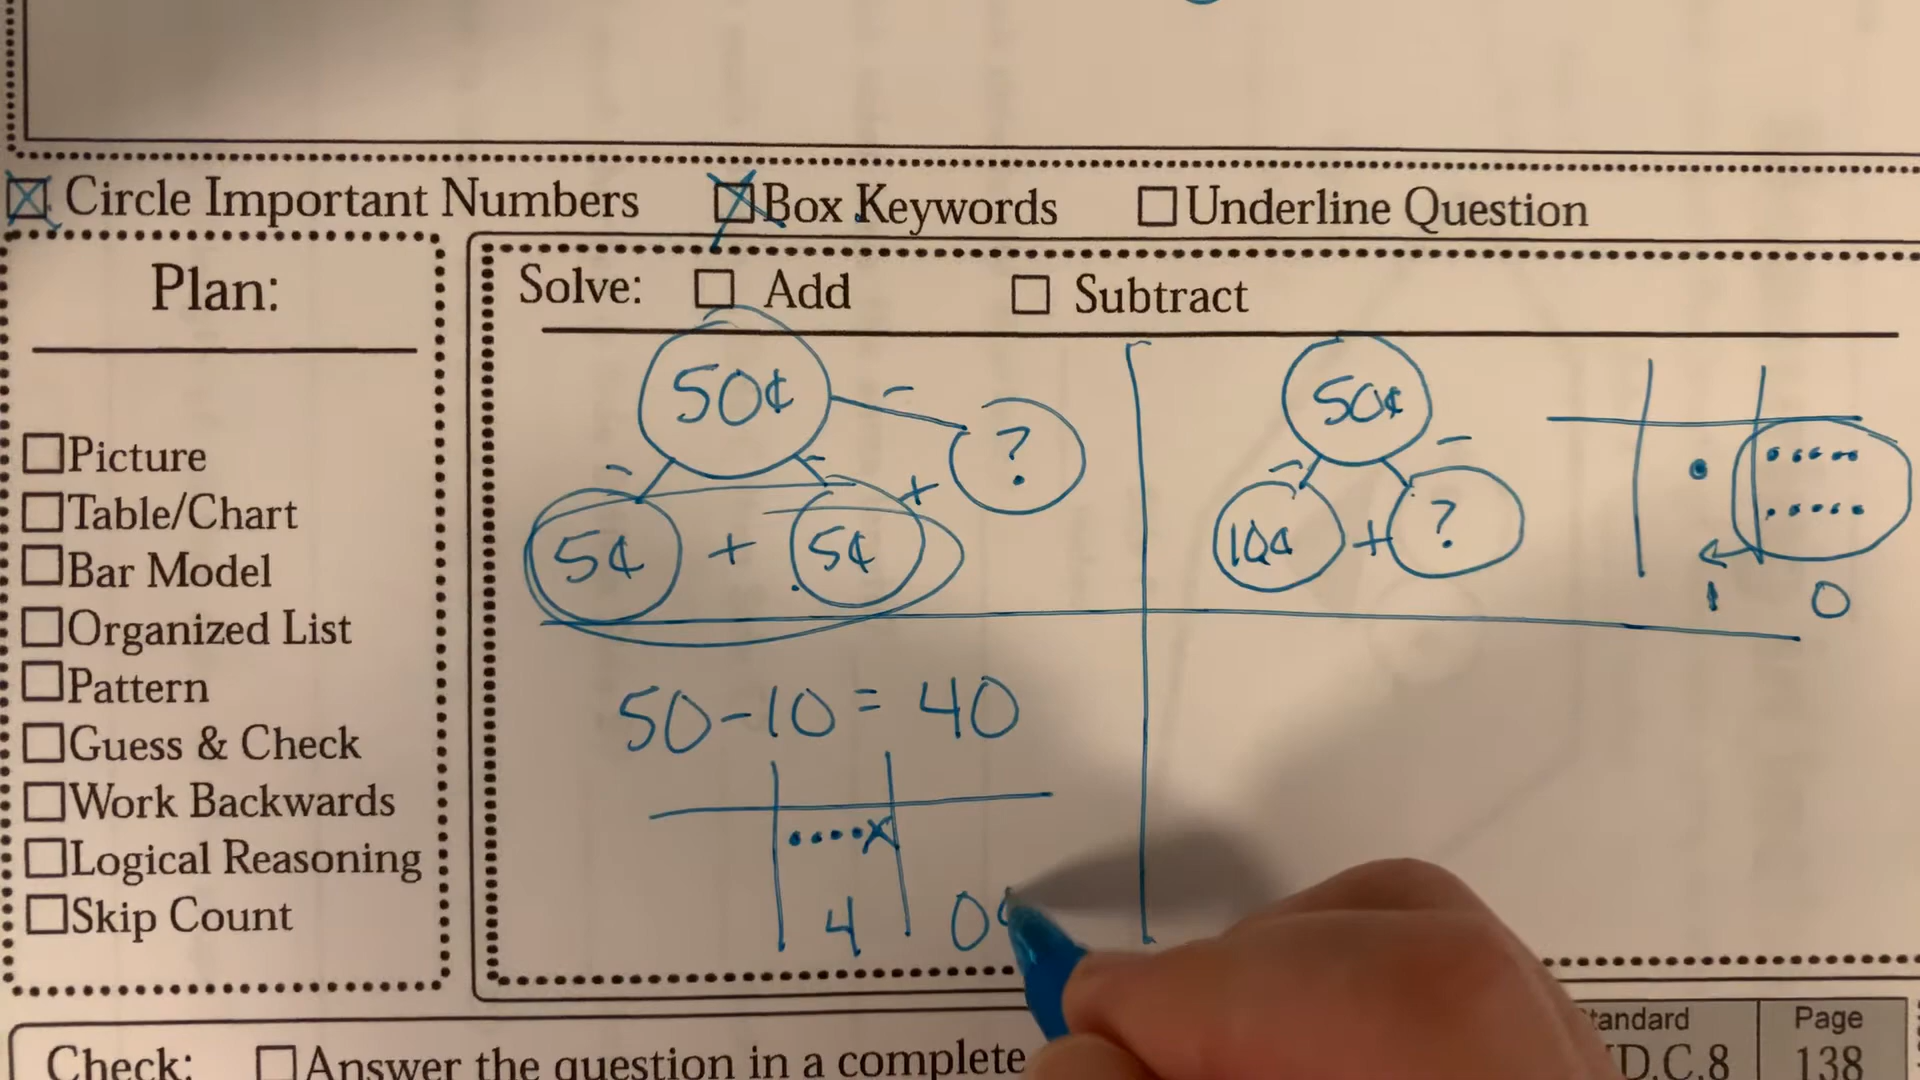 Circle Important Numbers Box Keywords Underline Question
Plan:
Picture
Table/Chart
Bar Model
Organized List
Pattern
Guess & Check
Work Backwards
Logical Reasoning
Skip Count
Solve: Add Subtract
50¢ - ?
- - +
5¢ + 5¢
50¢
- -
10¢ + ?
1 0
50-10 = 40
4 0
Check: Answer the question in a complete
Page
D.C.8 138